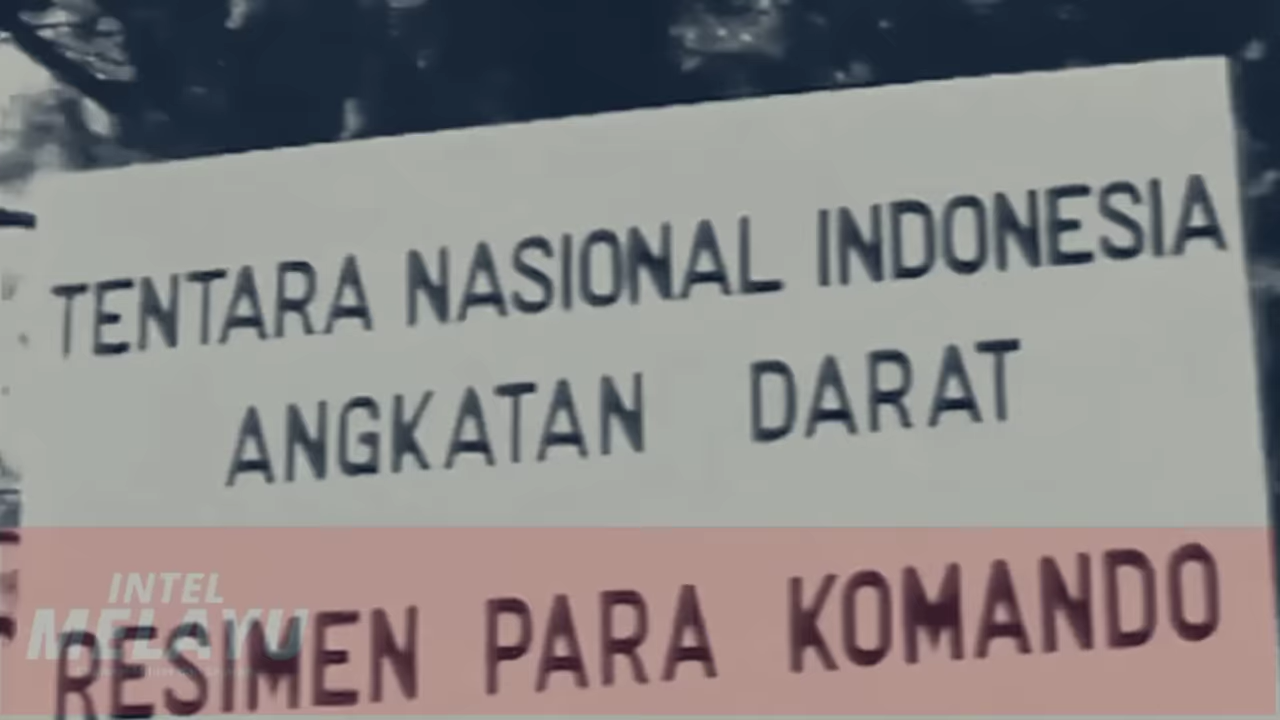 TENTARA NASIONAL INDONESIA
ANGKATAN DARAT
RESIMEN PARA KOMANDO
INTEL
MELAYU